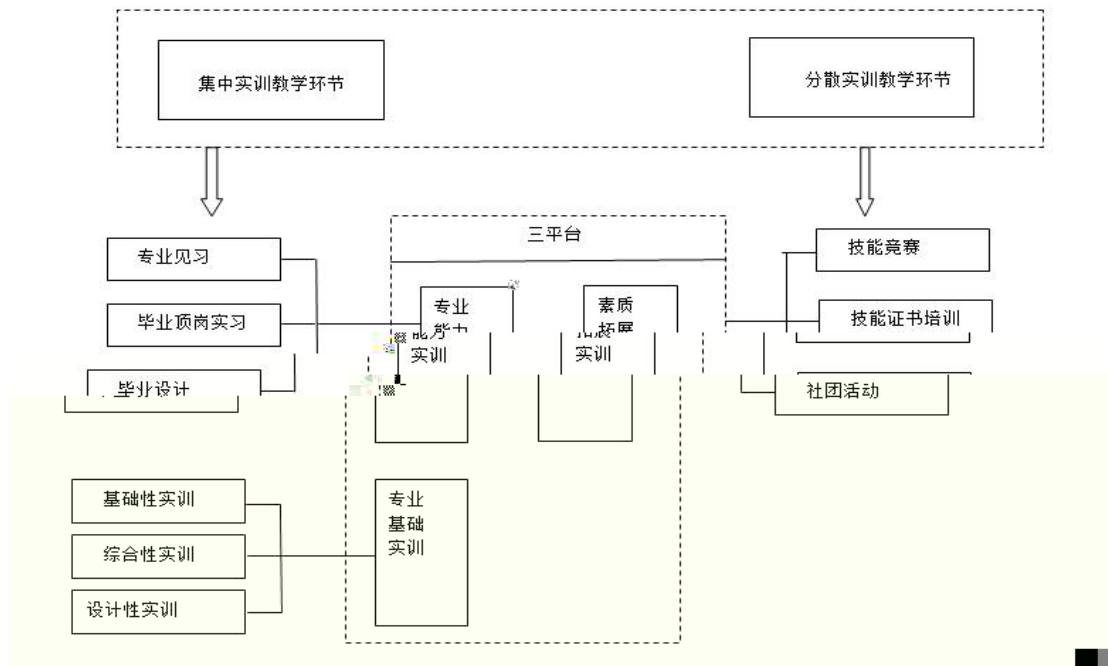 集中实训教学环节
分散实训教学环节
三平台
专业见习
技能竞赛
毕业顶岗实习
专业
能力
实训
素质
拓展
实训
技能证书培训
毕业设计
社团活动
基础性实训
综合性实训
设计性实训
专业
基础
实训